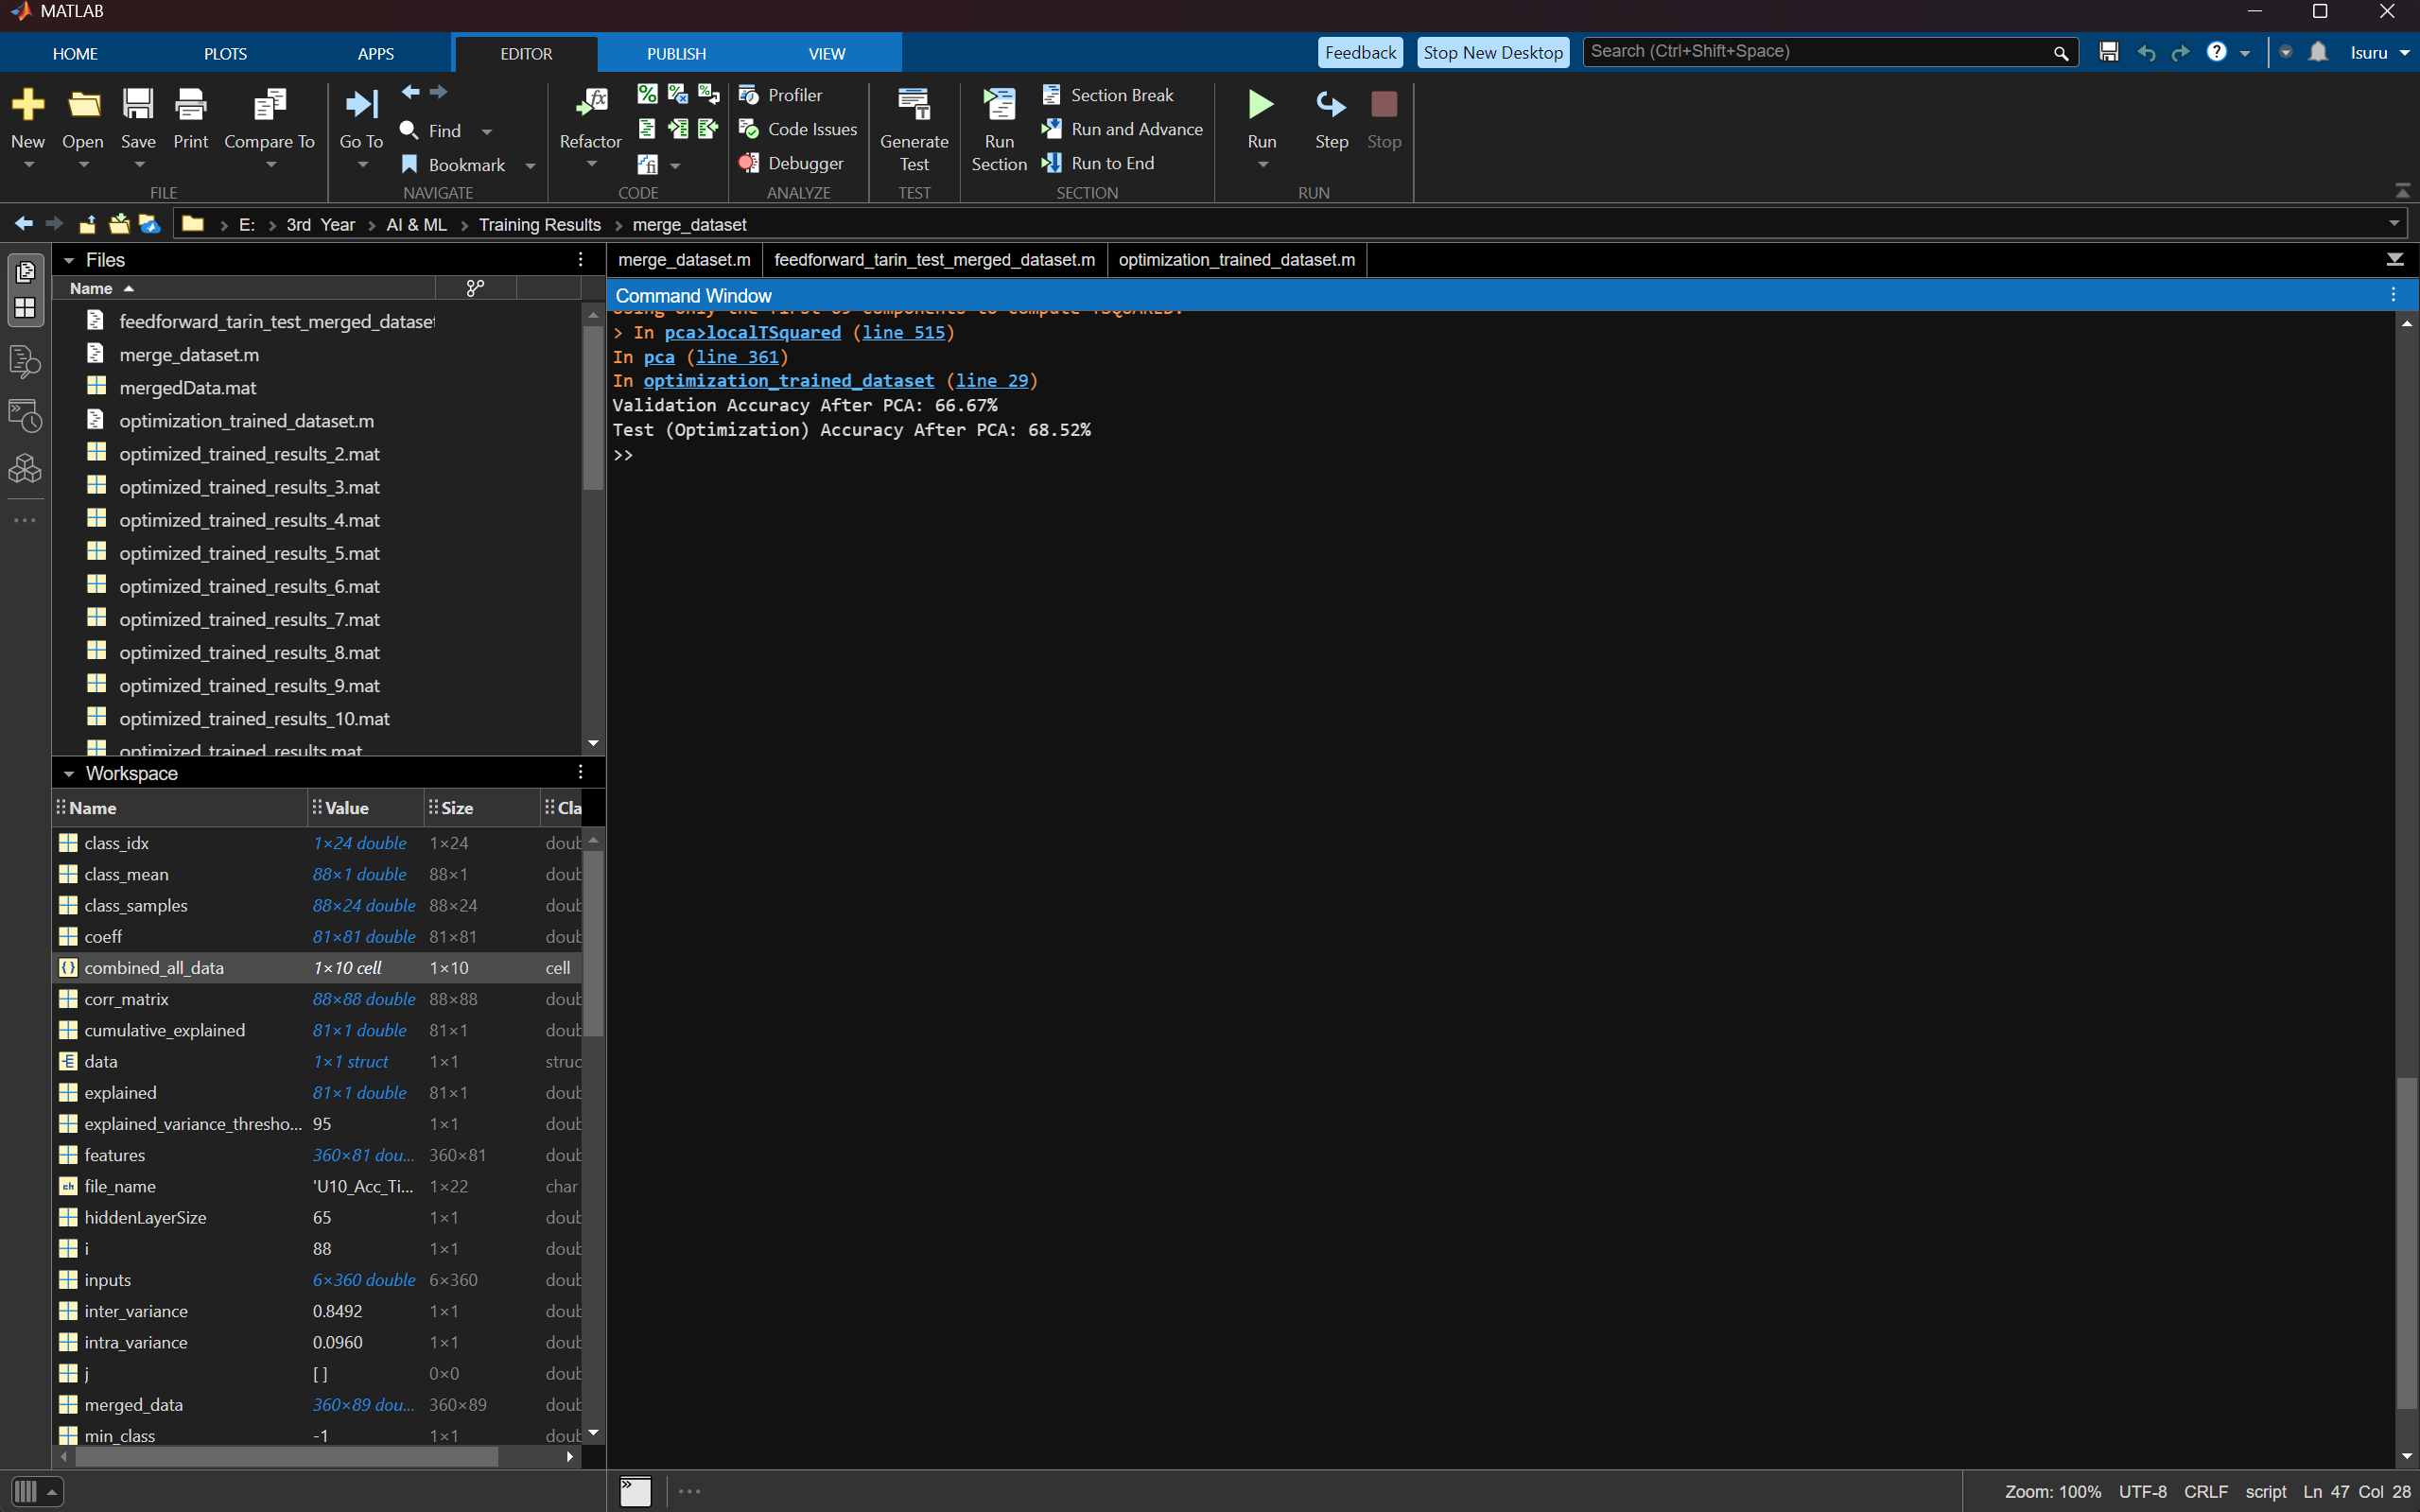 MATLAB
HOME PLOTS APPS EDITOR PUBLISH VIEW Feedback Stop New Desktop Search (Ctrl+Shift+Space) Isuru
New Open Save Print Compare To Go To Find Bookmark Refactor Profiler Code Issues Debugger Generate Test Run Section Section Break Run and Advance Run to End Run Step Stop
FILE NAVIGATE CODE ANALYZE TEST SECTION RUN
E: 3rd Year AI & ML Training Results merge_dataset
Files
Name
feedforward_tarin_test_merged_dataset
merge_dataset.m
mergedData.mat
optimization_trained_dataset.m
optimized_trained_results_2.mat
optimized_trained_results_3.mat
optimized_trained_results_4.mat
optimized_trained_results_5.mat
optimized_trained_results_6.mat
optimized_trained_results_7.mat
optimized_trained_results_8.mat
optimized_trained_results_9.mat
optimized_trained_results_10.mat
optimized_trained_results.mat
Workspace
Name Value Size Cla
class_idx 1×24 double 1×24 doub
class_mean 88×1 double 88×1 doub
class_samples 88×24 double 88×24 doub
coeff 81×81 double 81×81 doub
combined_all_data 1×10 cell 1×10 cell
corr_matrix 88×88 double 88×88 doub
cumulative_explained 81×1 double 81×1 doub
data 1×1 struct 1×1 struc
explained 81×1 double 81×1 doub
explained_variance_thresho... 95 1×1 doub
features 360×81 dou... 360×81 doub
file_name 'U10_Acc_Ti... 1×22 char
hiddenLayerSize 65 1×1 doub
i 88 1×1 doub
inputs 6×360 double 6×360 doub
inter_variance 0.8492 1×1 doub
intra_variance 0.0960 1×1 doub
j [] 0×0 doub
merged_data 360×89 dou... 360×89 doub
min_class -1 1×1 doub
merge_dataset.m feedforward_tarin_test_merged_dataset.m optimization_trained_dataset.m
Command Window
> In pca>localTSquared (line 515)
In pca (line 361)
In optimization_trained_dataset (line 29)
Validation Accuracy After PCA: 66.67%
Test (Optimization) Accuracy After PCA: 68.52%
>>
Zoom: 100% UTF-8 CRLF script Ln 47 Col 28